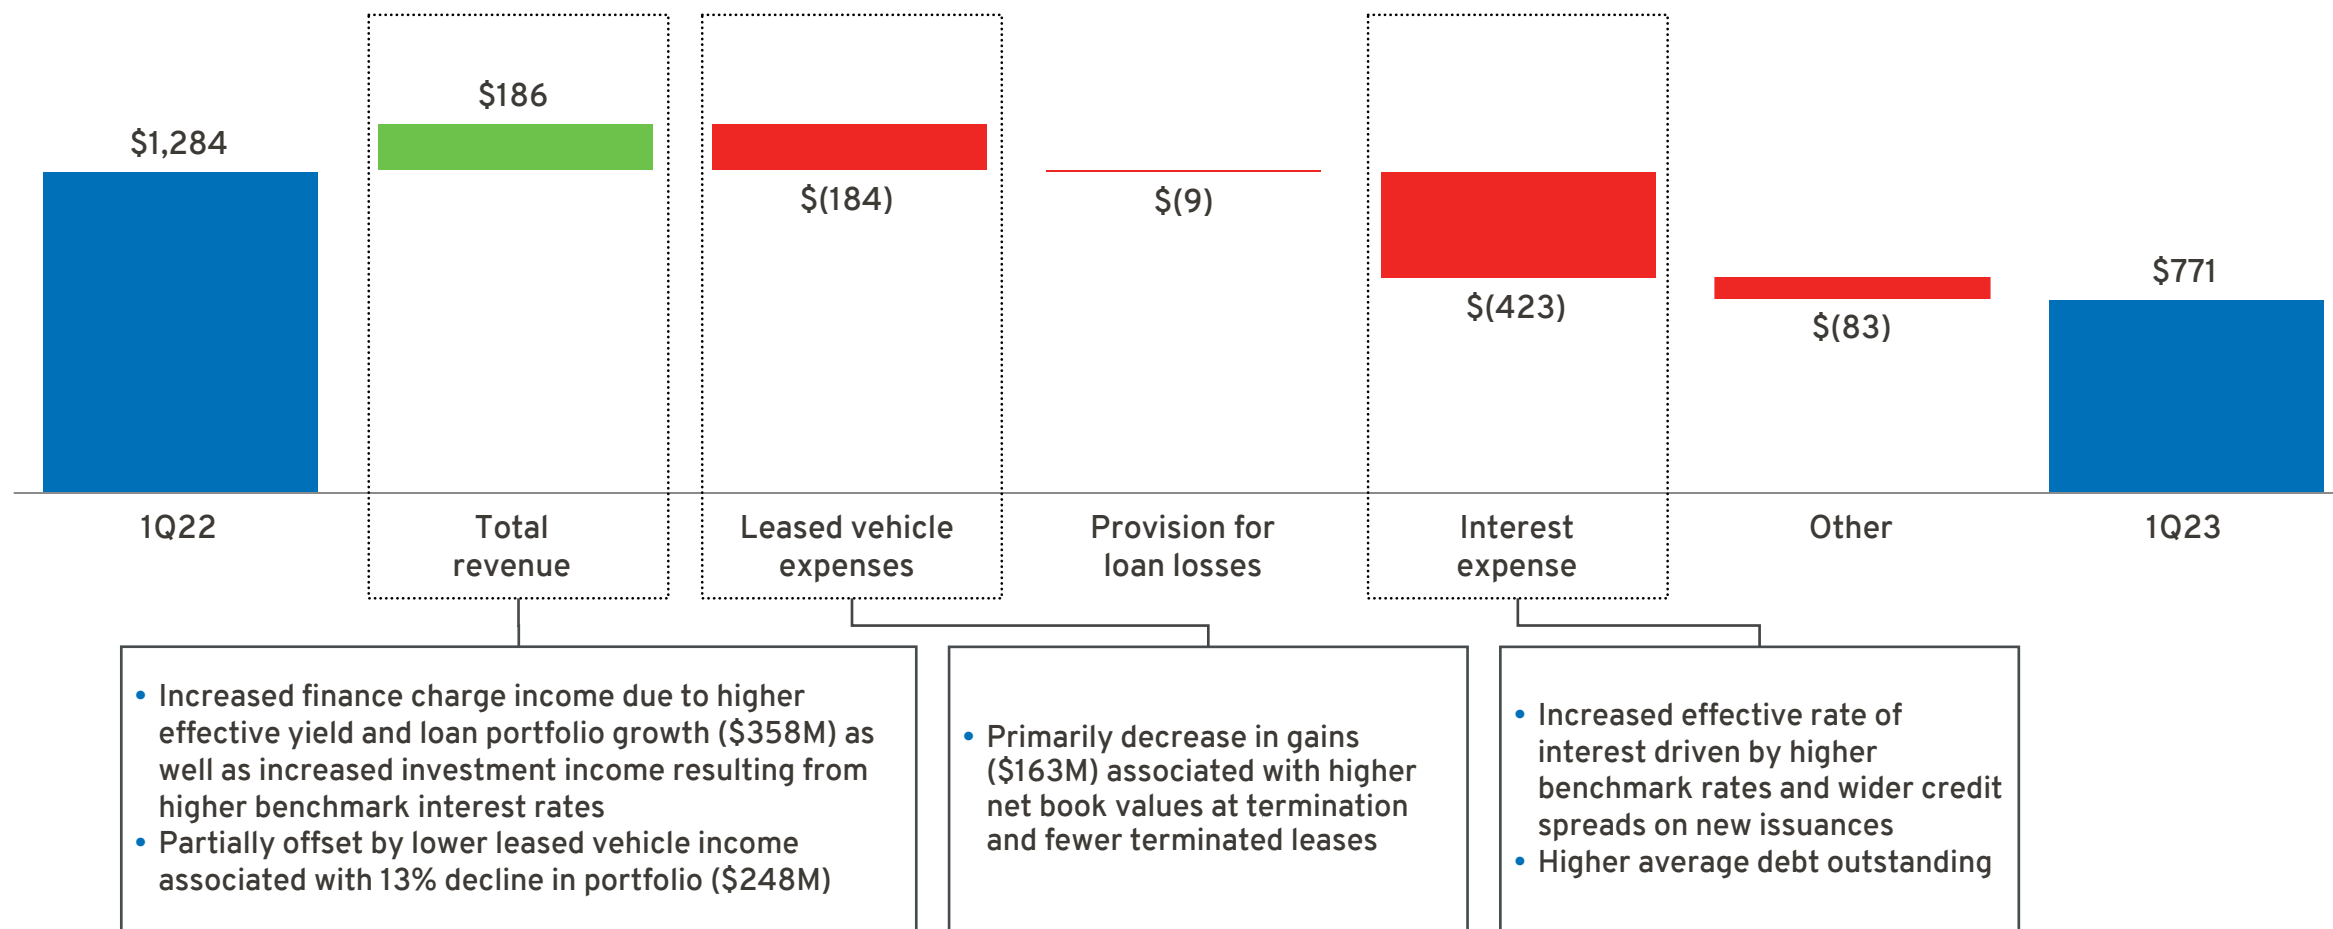 $1,284
$186
$(184)
$(9)
$(423)
$(83)
$771
1Q22
Total
revenue
Leased vehicle
expenses
Provision for
loan losses
Interest
expense
Other
1Q23
• Increased finance charge income due to higher
effective yield and loan portfolio growth ($358M) as
well as increased investment income resulting from
higher benchmark interest rates
• Partially offset by lower leased vehicle income
associated with 13% decline in portfolio ($248M)
• Primarily decrease in gains
($163M) associated with higher
net book values at termination
and fewer terminated leases
• Increased effective rate of
interest driven by higher
benchmark rates and wider credit
spreads on new issuances
• Higher average debt outstanding